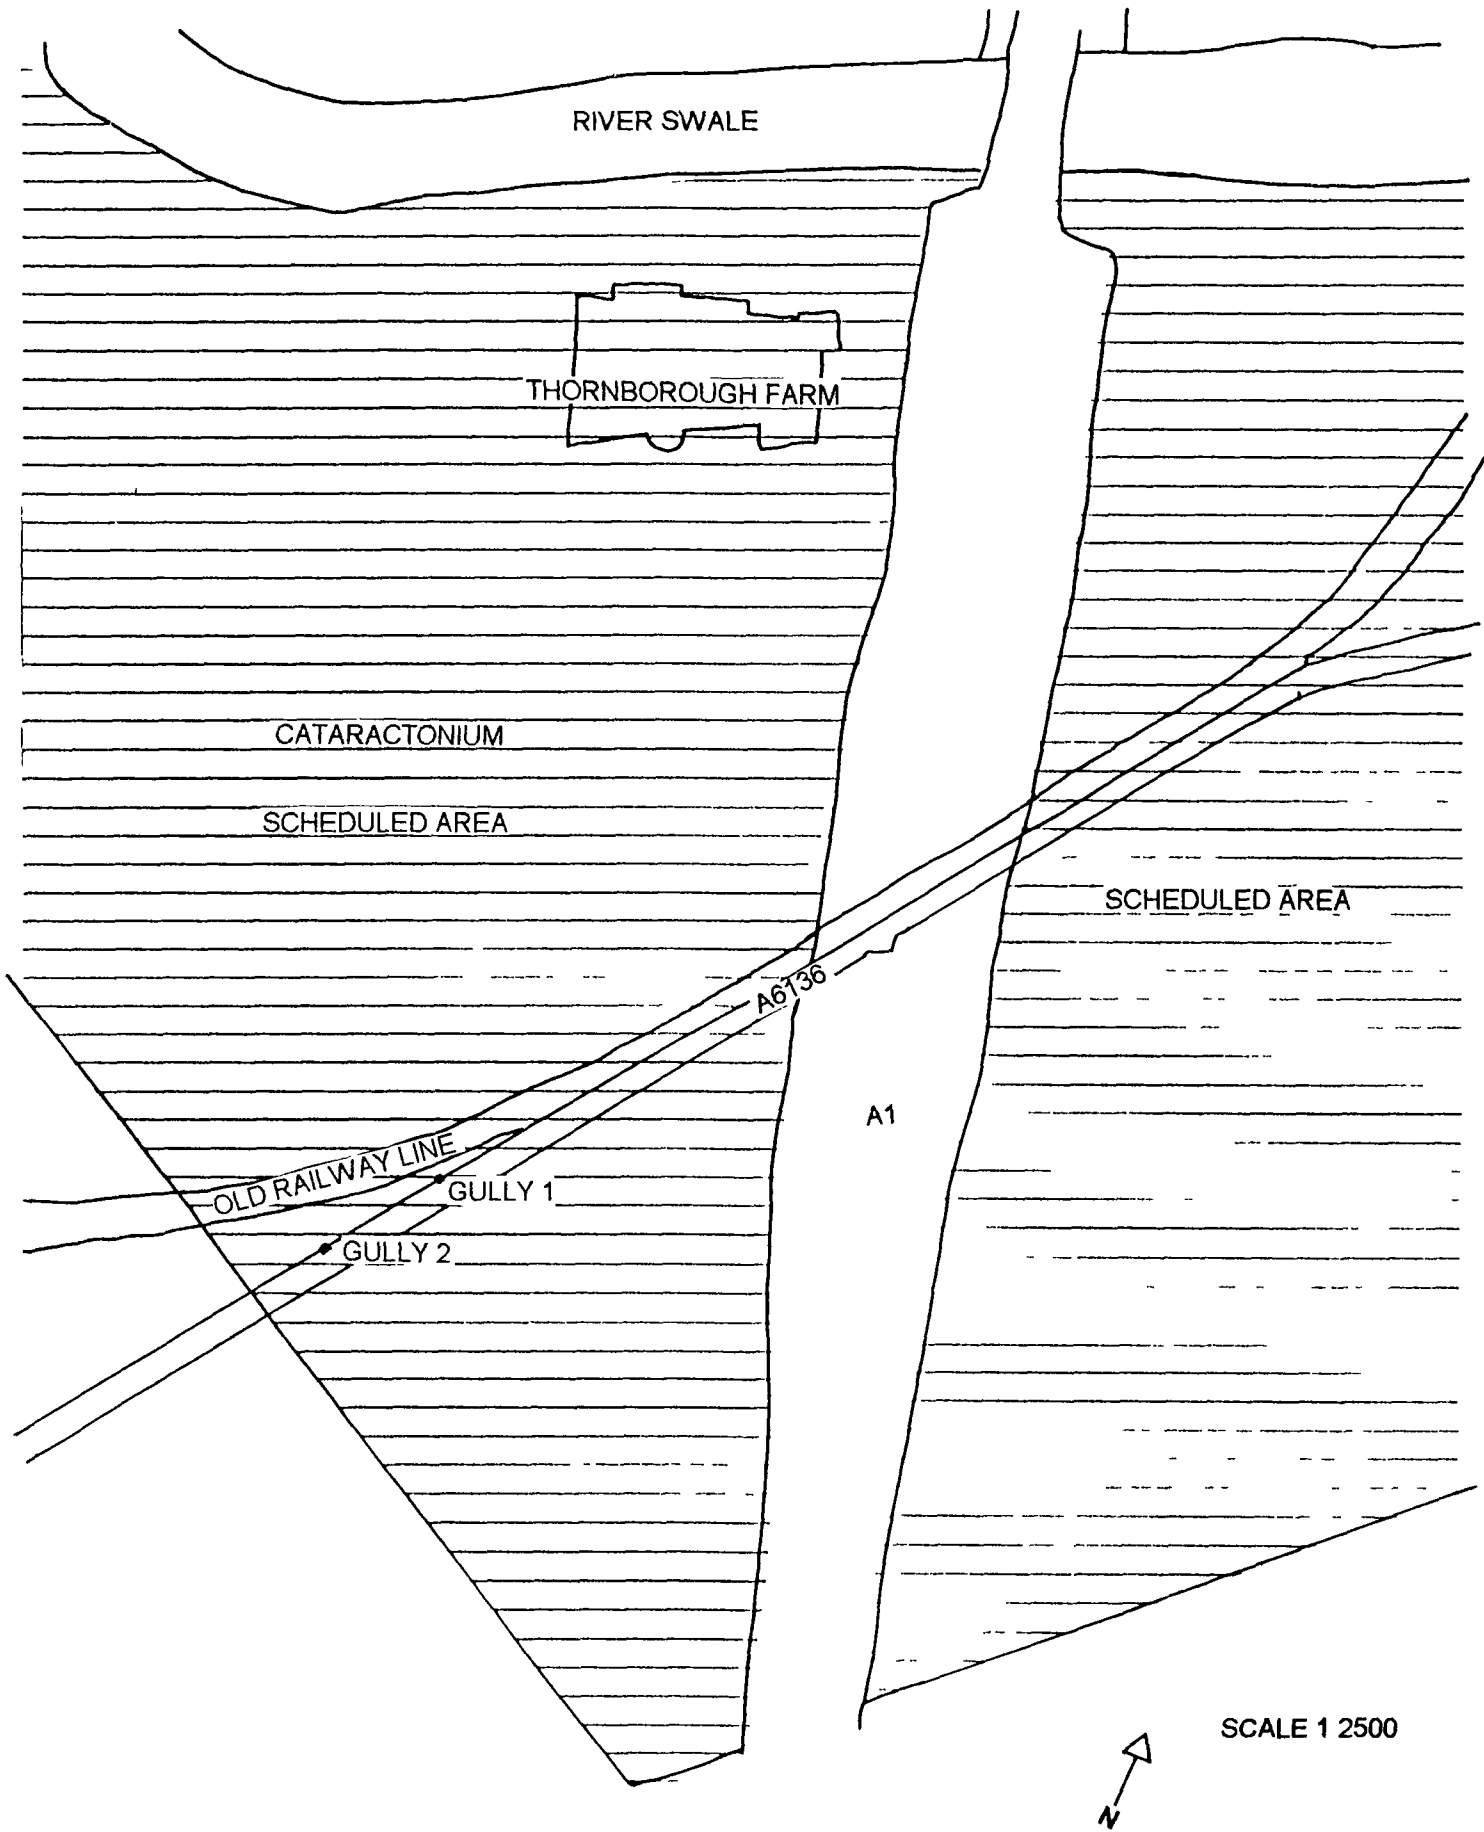 RIVER SWALE
THORNBOROUGH FARM
CATARACTONIUM
SCHEDULED AREA
SCHEDULED AREA
A6136
A1
OLD RAILWAY LINE
GULLY 1
GULLY 2
SCALE 1 2500
N